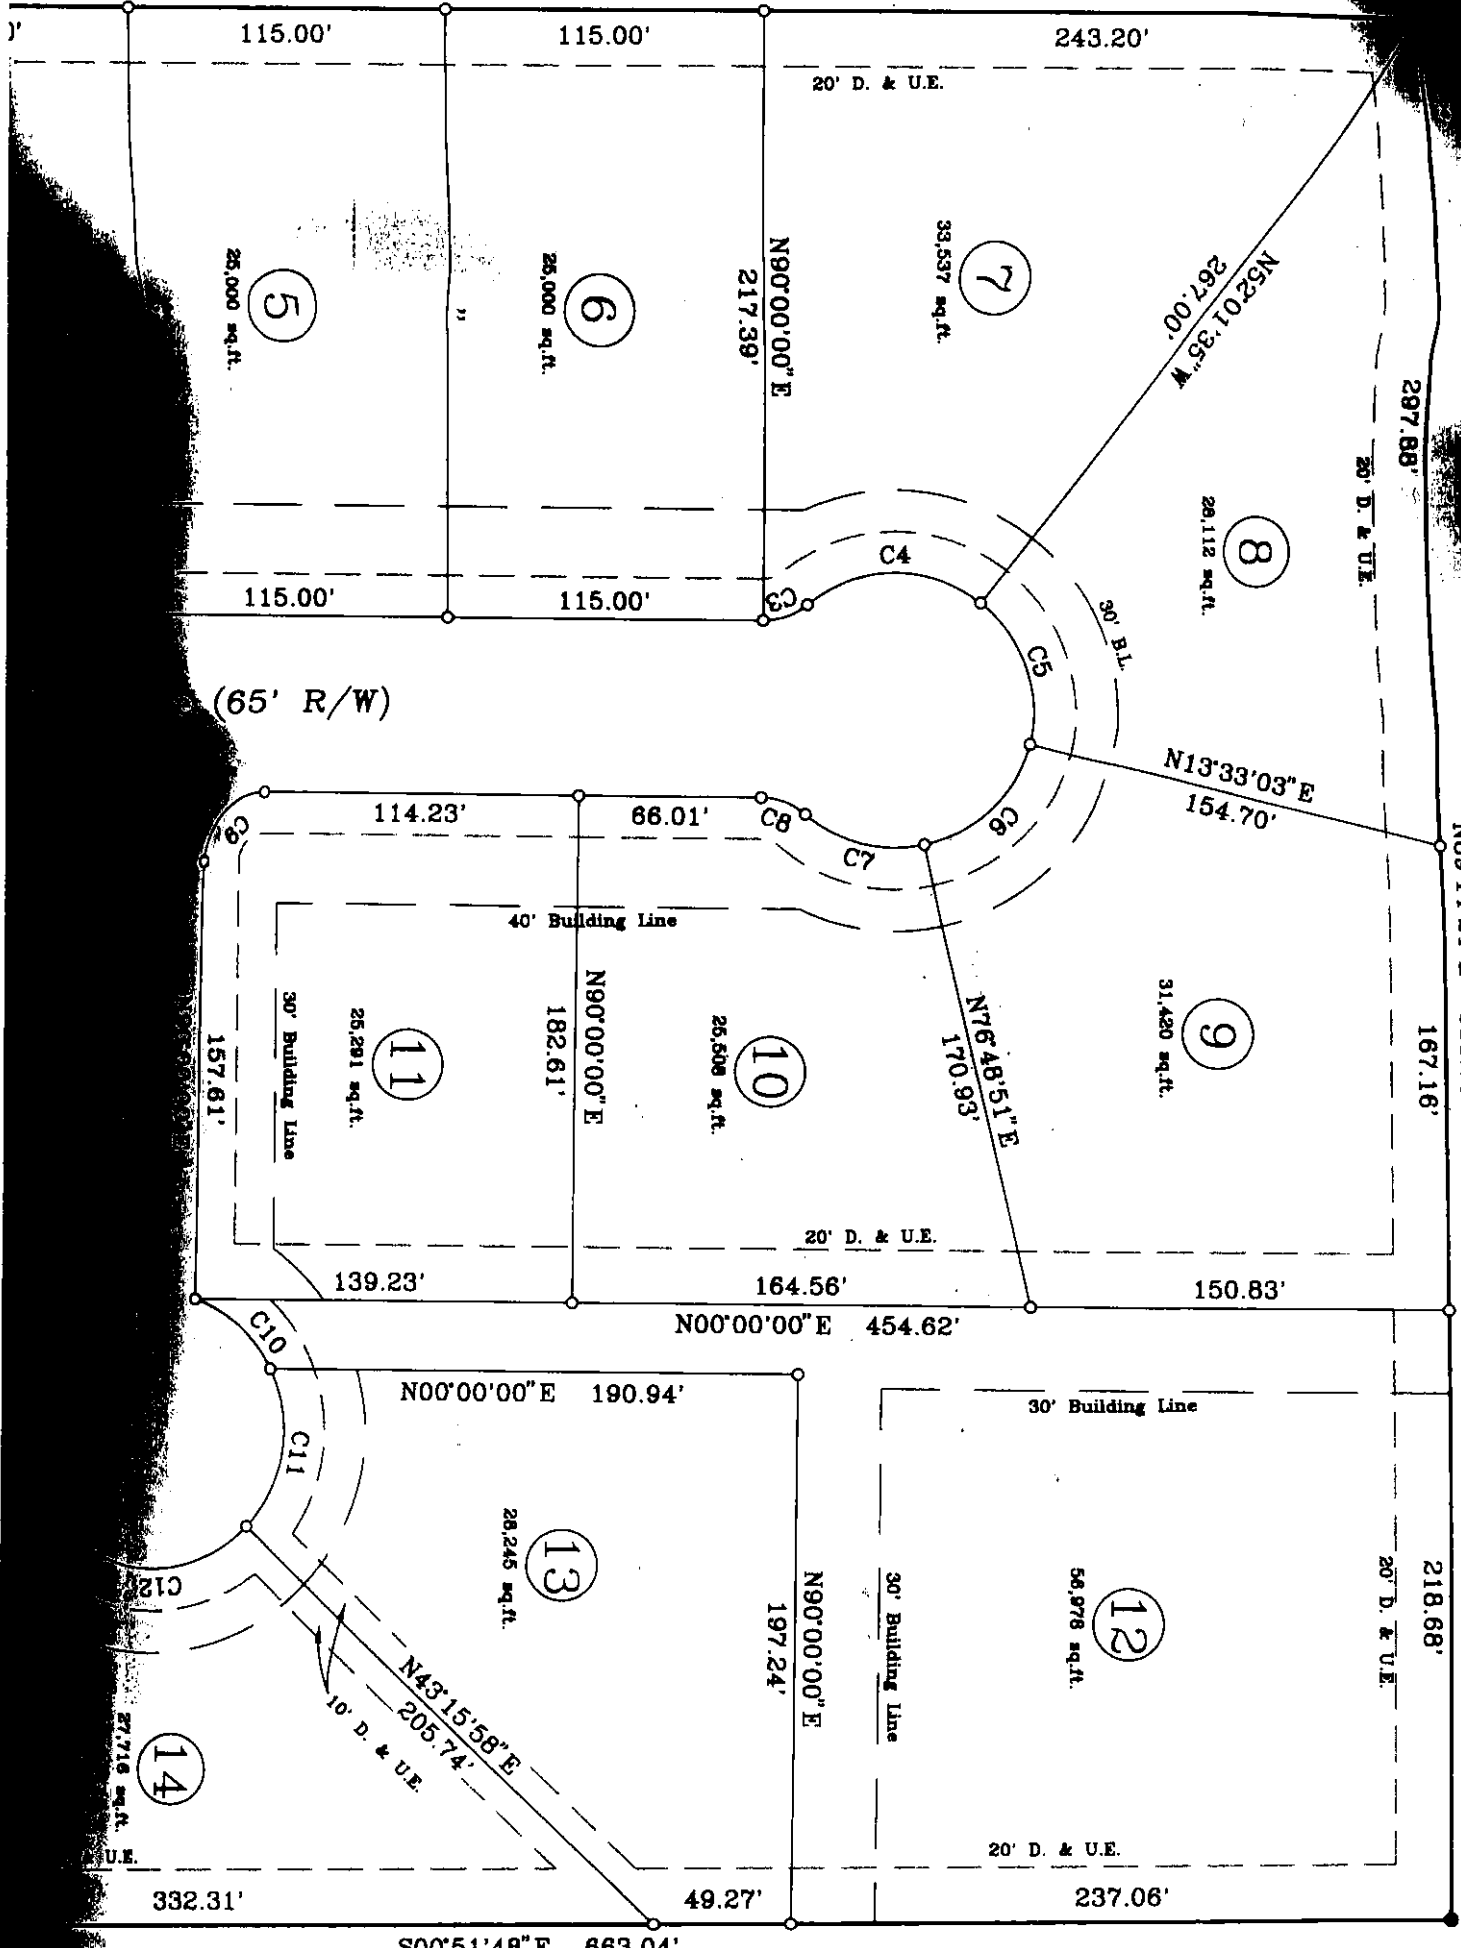 115.00'
115.00'
243.20'
20' D. & U.E.
5
25,000 sq.ft.
6
25,000 sq.ft.
N90°00'00"E
217.39'
7
33,537 sq.ft.
N52°01'35"W
267.00'
297.88'
20' D. & U.E.
8
28,112 sq.ft.
30' B.L.
C3
C4
C5
115.00'
115.00'
(65' R/W)
N13°33'03"E
154.70'
114.23'
66.01'
C8
C7
C6
C9
40' Building Line
30' Building Line
157.61'
11
25,291 sq.ft.
N90°00'00"E
182.61'
10
25,508 sq.ft.
N76°48'51"E
170.93'
9
31,420 sq.ft.
167.16'
20' D. & U.E.
139.23'
164.56'
150.83'
N00°00'00"E 454.62'
C10
N00°00'00"E 190.94'
30' Building Line
C11
13
28,245 sq.ft.
N90°00'00"E
197.24'
30' Building Line
12
56,978 sq.ft.
20' D. & U.E.
218.68'
C12
N43°15'58"E
205.74'
10' D. & U.E.
14
27,716 sq.ft.
U.E.
20' D. & U.E.
332.31'
49.27'
237.06'
S00°51'48"E 663.04'